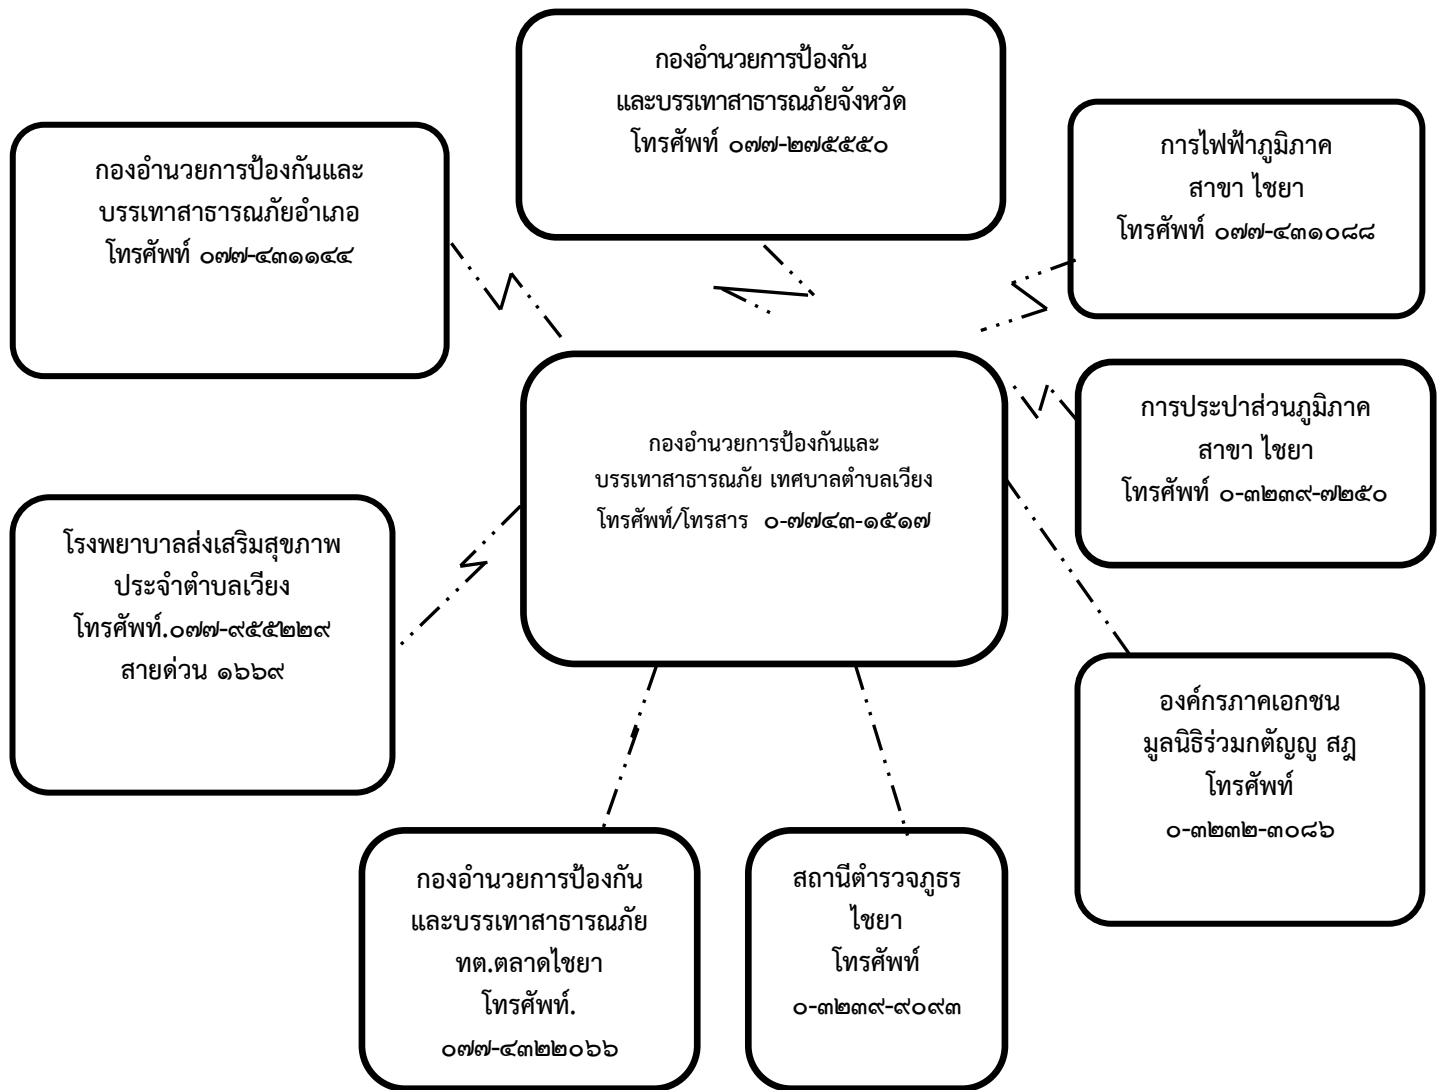 กองอำนวยการป้องกัน
และบรรเทาสาธารณภัยจังหวัด
โทรศัพท์ ๐๗๗-๒๗๕๕๕๐
กองอำนวยการป้องกันและ
บรรเทาสาธารณภัยอำเภอ
โทรศัพท์ ๐๗๗-๔๓๑๑๔๔
การไฟฟ้าภูมิภาค
สาขา ไชยา
โทรศัพท์ ๐๗๗-๔๓๑๐๘๘
กองอำนวยการป้องกันและ
บรรเทาสาธารณภัย เทศบาลตำบลเวียง
โทรศัพท์/โทรสาร ๐-๗๗๔๓-๑๕๑๗
การประปาส่วนภูมิภาค
สาขา ไชยา
โทรศัพท์ ๐-๓๒๓๙-๗๒๕๐
โรงพยาบาลส่งเสริมสุขภาพ
ประจำตำบลเวียง
โทรศัพท์.๐๗๗-๙๕๕๒๒๙
สายด่วน ๑๖๖๙
องค์กรภาคเอกชน
มูลนิธิร่วมกตัญญู สฎ
โทรศัพท์
๐-๓๒๓๒-๓๐๘๖
กองอำนวยการป้องกัน
และบรรเทาสาธารณภัย
ทต.ตลาดไชยา
โทรศัพท์.
๐๗๗-๔๓๒๒๐๖๖
สถานีตำรวจภูธร
ไชยา
โทรศัพท์
๐-๓๒๓๙-๙๐๙๓